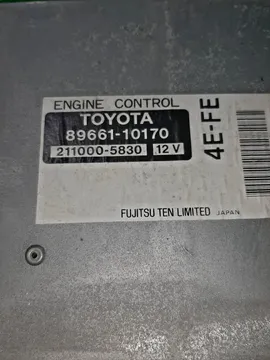 ENGINE CONTROL
TOYOTA
89661-10170
211000-5830 12 V
4E-FE
FUJITSU TEN LIMITED JAPAN